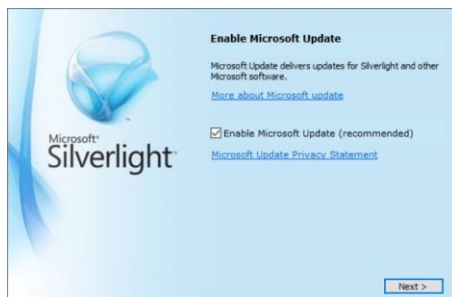 Enable Microsoft Update
Microsoft Update delivers updates for Silverlight and other
Microsoft software.
More about Microsoft update
Enable Microsoft Update (recommended)
Microsoft Update Privacy Statement
Microsoft®
Silverlight™
Next >